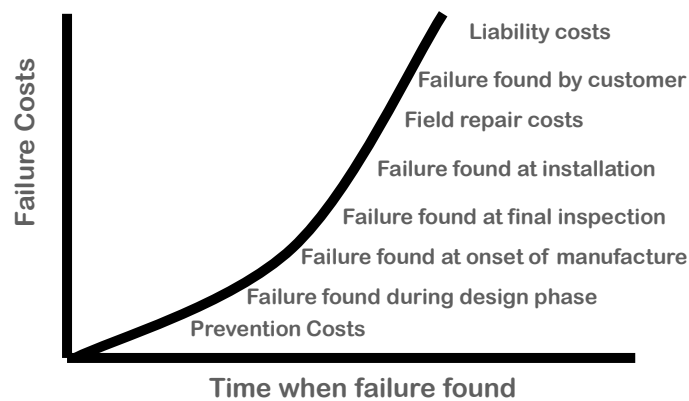 Liability costs
Failure found by customer
Field repair costs
Failure found at installation
Failure found at final inspection
Failure found at onset of manufacture
Failure found during design phase
Prevention Costs
Failure Costs
Time when failure found